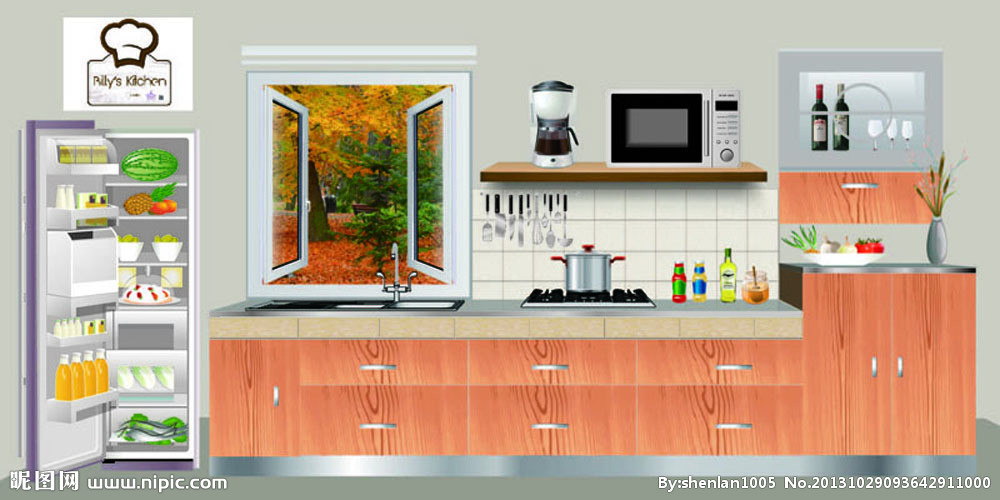 Billy's Kitchen
昵图网 www.nipic.com
By:shenlan1005 No.20131029093642911000